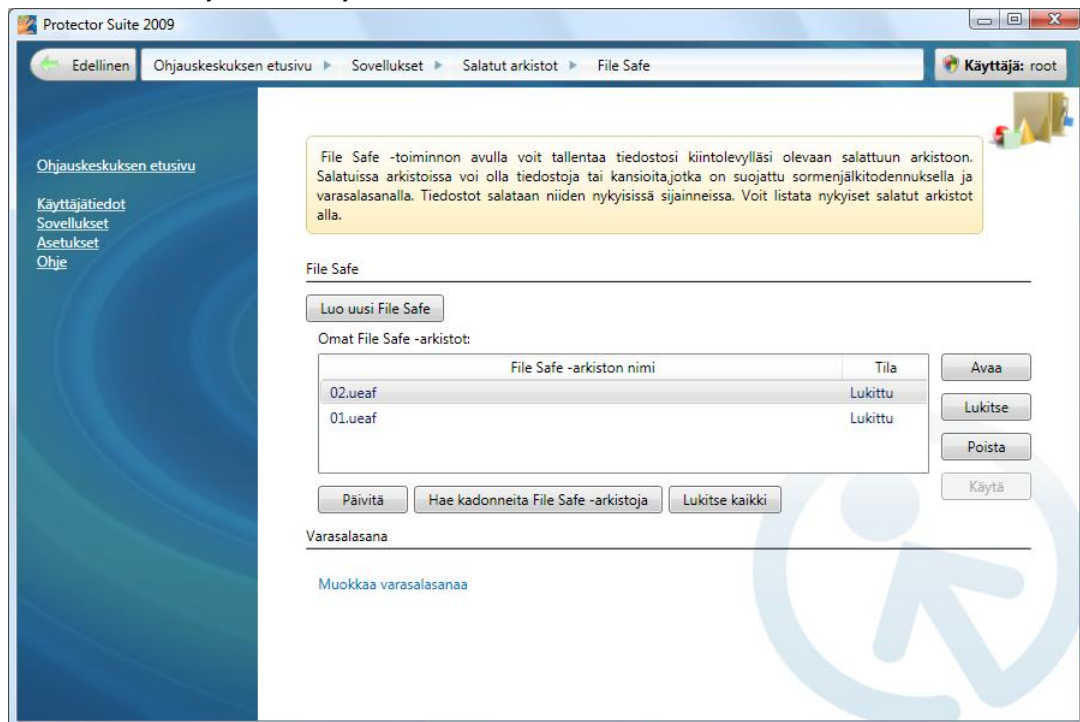 Protector Suite 2009
Edellinen Ohjauskeskuksen etusivu Sovellukset Salatut arkistot File Safe Käyttäjä: root
Ohjauskeskuksen etusivu
Käyttäjätiedot
Sovellukset
Asetukset
Ohje
File Safe -toiminnon avulla voit tallentaa tiedostosi kiintolevylläsi olevaan salattuun arkistoon.
Salatuissa arkistoissa voi olla tiedostoja tai kansioita,jotka on suojattu sormenjälkitodennuksella ja
varasalasanalla. Tiedostot salataan niiden nykyisissä sijainneissa. Voit listata nykyiset salatut arkistot
alla.
File Safe
Luo uusi File Safe
Omat File Safe -arkistot:
File Safe -arkiston nimi Tila
02.ueaf Lukittu
01.ueaf Lukittu
Avaa
Lukitse
Poista
Käytä
Päivitä Hae kadonneita File Safe -arkistoja Lukitse kaikki
Varasalasana
Muokkaa varasalasanaa